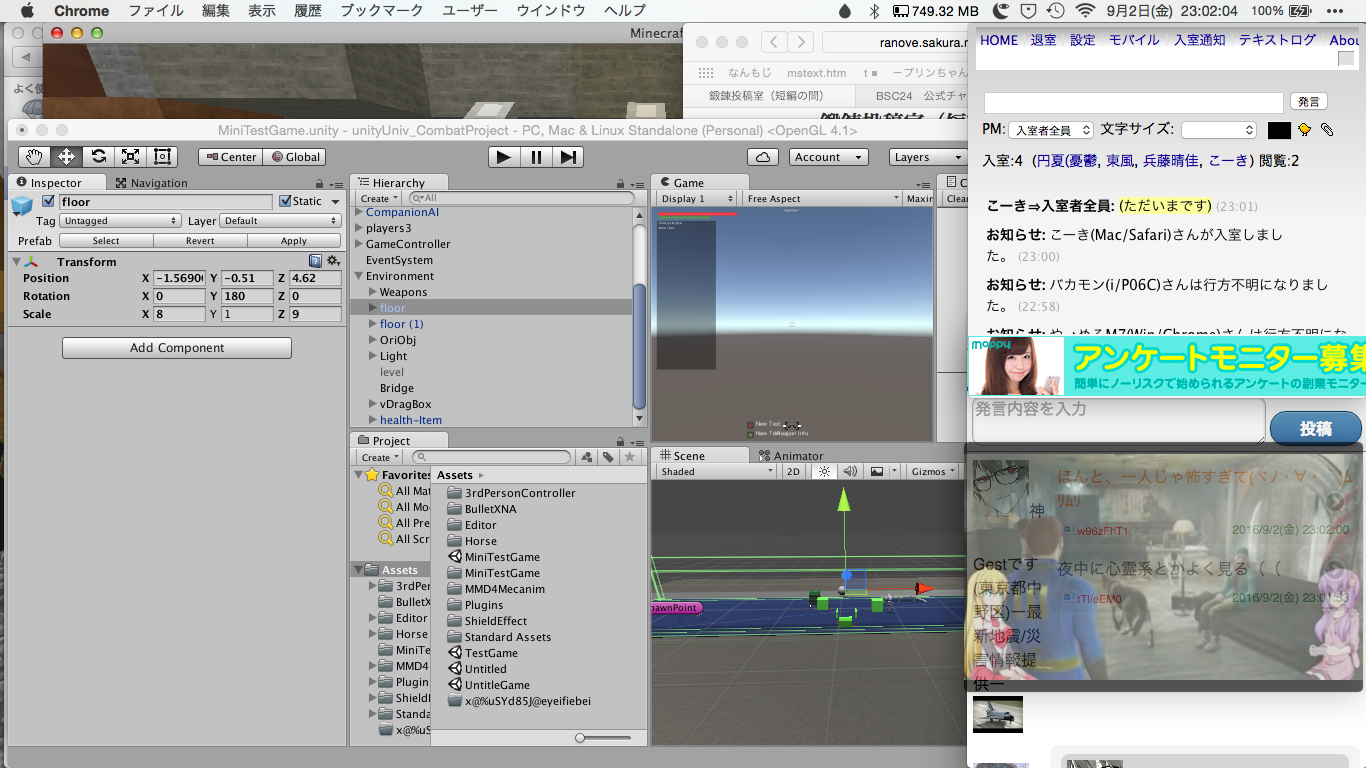 Chrome ファイル 編集 表示 履歴 ブックマーク ユーザー ウインドウ ヘルプ 749.32 MB 9月2日(金) 23:02:04 100%
Minecraf
よく使
ranove.sakura.n
なんもじ mstext.htm t ■ ープリンちゃん
鍛錬投稿室（短編の間） BSC24 公式チャ
MiniTestGame.unity - unityUniv_CombatProject - PC, Mac & Linux Standalone (Personal) <OpenGL 4.1>
Center Global Account Layers
Inspector Navigation
floor Static
Tag Untagged Layer Default
Prefab Select Revert Apply
Transform
Position X -1.5690 Y -0.51 Z 4.62
Rotation X 0 Y 180 Z 0
Scale X 8 Y 1 Z 9
Add Component
Hierarchy
Create All
CompanionAI
players3
GameController
EventSystem
Environment
Weapons
floor
floor (1)
OriObj
Light
level
Bridge
vDragBox
health-Item
Project
Create
Favorites
All Mat
All Mo
All Pre
All Scr
Assets
3rdPer
BulletX
Editor
Horse
MiniTe
MMD4
Plugin
ShieldI
Standa
x@%uS
Assets
3rdPersonController
BulletXNA
Editor
Horse
MiniTestGame
MiniTestGame
MMD4Mecanim
Plugins
ShieldEffect
Standard Assets
TestGame
Untitled
UntitleGame
x@%uSYd85J@eyeifiebei
Game
Display 1 Free Aspect Maxin
New Text
New Text Weapon Info
C
Clear
Scene Animator
Shaded 2D Gizmos
pawnPoint
HOME 退室 設定 モバイル 入室通知 テキストログ Abou
発言
PM: 入室者全員 文字サイズ:
入室:4 (円夏(憂鬱, 東風, 兵藤晴佳, こーき) 閲覧:2
こーき⇒入室者全員: (ただいまです) (23:01)
お知らせ: こーき(Mac/Safari)さんが入室しまし
た。 (23:00)
お知らせ: バカモン(i/P06C)さんは行方不明になりまし
た。 (22:58)
moppy
アンケートモニター募集
簡単にノーリスクで始められるアンケートの副業モニター
発言内容を入力
投稿
ほんと、一人じゃ怖すぎて(ヾノ・∀・
ﾘﾑﾘ
神
w96zFhT1
2016/9/2(金) 23:02:00
Gestです
(東京都中
野区)ー最
新地震/災
害情報提
供ー
夜中に心霊系とかよく見る（（
tTl/eEM0